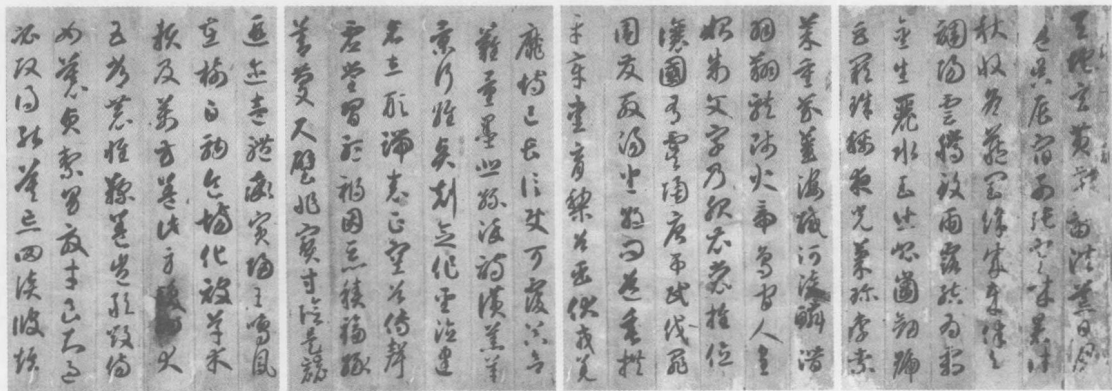 天地玄黄宇宙洪荒日月
盈昃辰宿列張寒来暑往
秋收冬藏閏餘成歲律呂
調陽雲騰致雨露結為霜
金生麗水玉出崑崗劍號
巨闕珠稱夜光菓珍李柰
菜重芥薑海鹹河淡鱗潛
羽翔龍師火帝鳥官人皇
始制文字乃服衣裳推位
讓國有虞陶唐弔民伐罪
周發殷湯坐朝問道垂拱
平章愛育黎首臣伏戎羌
靡恃己長信使可覆器欲
難量墨悲絲染詩讚羔羊
景行維賢剋念作聖德建
名立形端表正空谷傳聲
虛堂習聽禍因惡積福緣
善慶尺璧非寶寸陰是競
遐邇壹體率賓歸王鳴鳳
在樹白駒食場化被草木
賴及萬方蓋此身髮四大
五常恭惟鞠養豈敢毀傷
女慕貞潔男效才良知過
必改得能莫忘罔談彼短